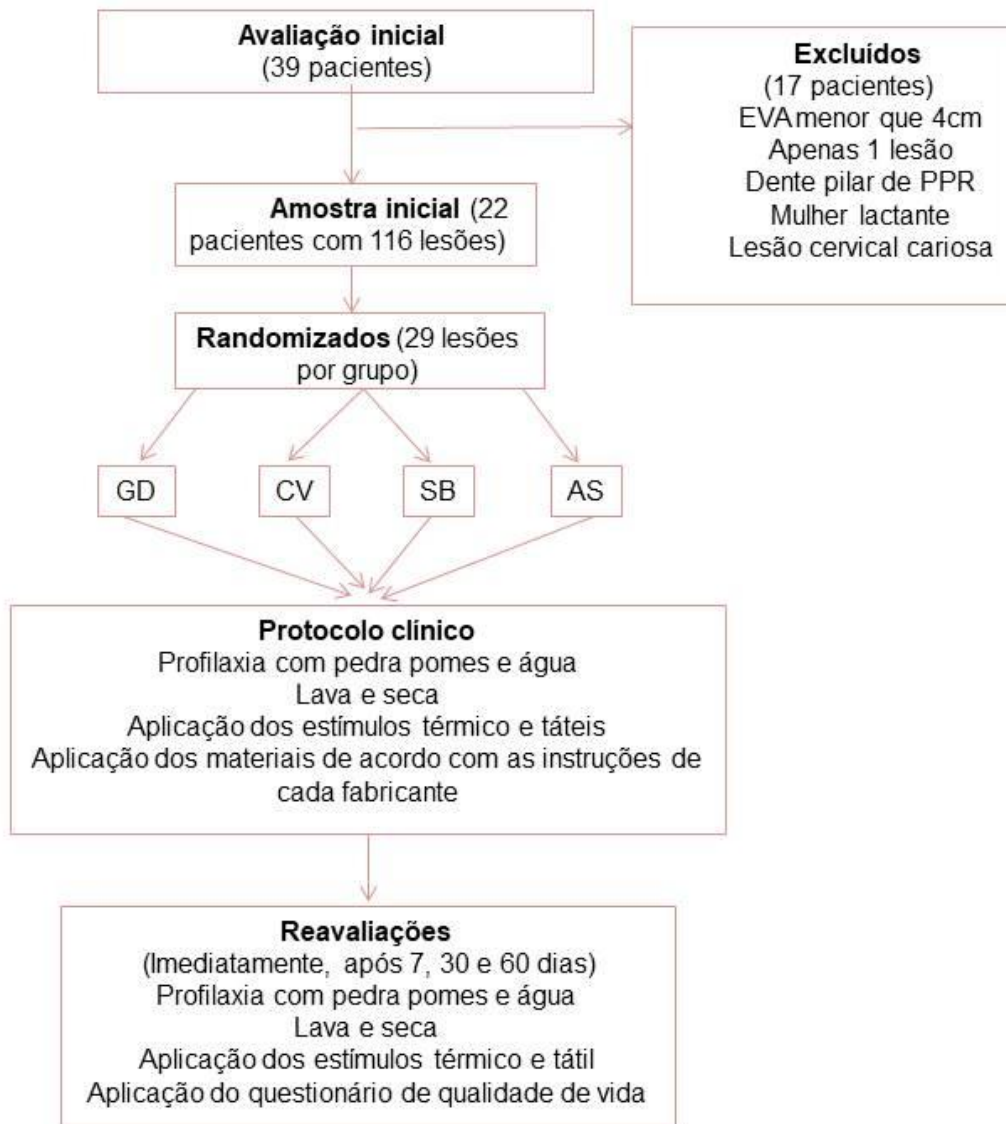 Avaliação inicial
(39 pacientes)
Excluídos
(17 pacientes)
EVA menor que 4cm
Apenas 1 lesão
Dente pilar de PPR
Mulher lactante
Lesão cervical cariosa
Amostra inicial (22
pacientes com 116 lesões)
Randomizados (29 lesões
por grupo)
GD
CV
SB
AS
Protocolo clínico
Profilaxia com pedra pomes e água
Lava e seca
Aplicação dos estímulos térmico e táteis
Aplicação dos materiais de acordo com as instruções de
cada fabricante
Reavaliações
(Imediatamente, após 7, 30 e 60 dias)
Profilaxia com pedra pomes e água
Lava e seca
Aplicação dos estímulos térmico e tátil
Aplicação do questionário de qualidade de vida